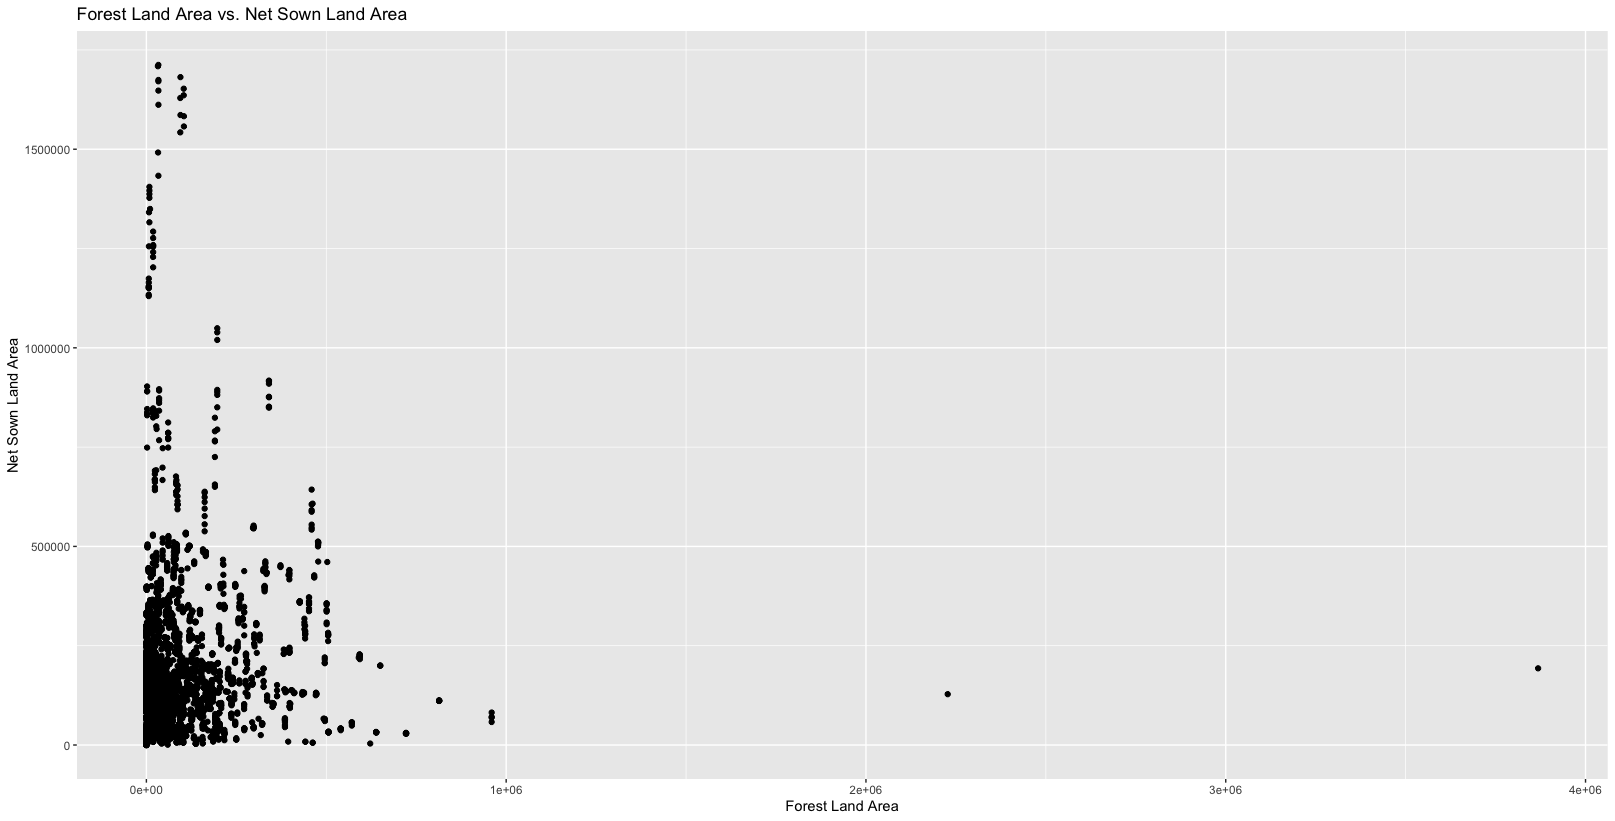 Forest Land Area vs. Net Sown Land Area
Net Sown Land Area
1500000
1000000
500000
0
0e+00 1e+06 2e+06 3e+06 4e+06
Forest Land Area